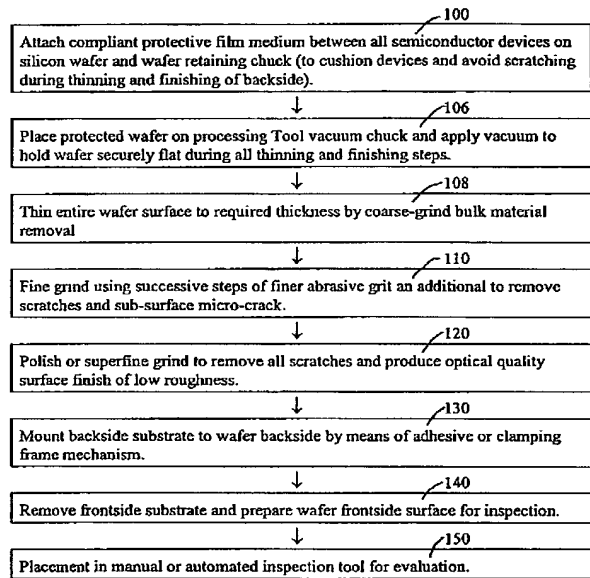 100
Attach compliant protective film medium between all semiconductor devices on
silicon wafer and wafer retaining chuck (to cushion devices and avoid scratching
during thinning and finishing of backside).
106
Place protected wafer on processing Tool vacuum chuck and apply vacuum to
hold wafer securely flat during all thinning and finishing steps.
108
Thin entire wafer surface to required thickness by coarse-grind bulk material
removal
110
Fine grind using successive steps of finer abrasive grit an additional to remove
scratches and sub-surface micro-crack.
120
Polish or superfine grind to remove all scratches and produce optical quality
surface finish of low roughness.
130
Mount backside substrate to wafer backside by means of adhesive or clamping
frame mechanism.
140
Remove frontside substrate and prepare wafer frontside surface for inspection.
150
Placement in manual or automated inspection tool for evaluation.